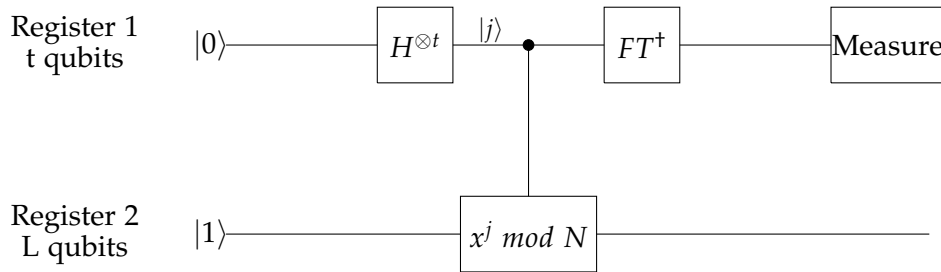 Register 1
t qubits
|0⟩
H⊗t
|j⟩
FT†
Measure
Register 2
L qubits
|1⟩
x^j mod N